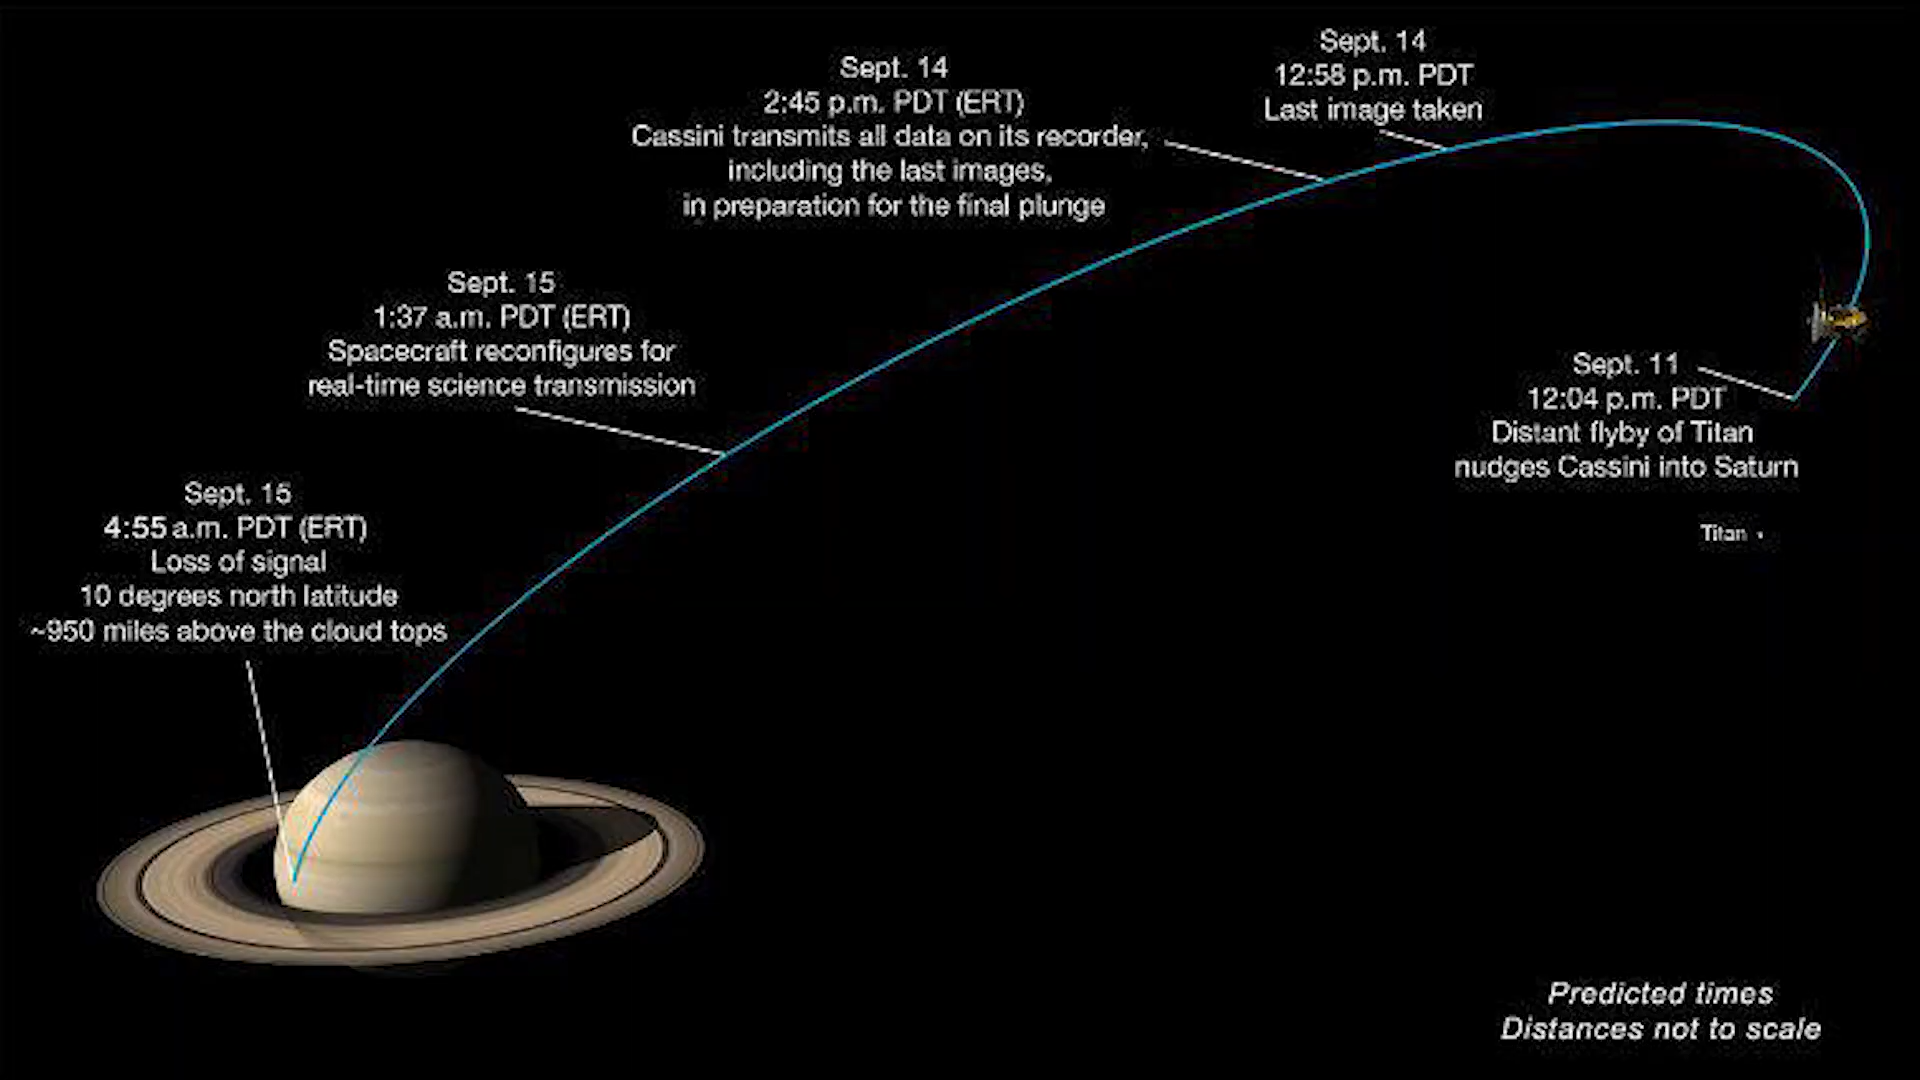 Sept. 14
12:58 p.m. PDT
Last image taken
Sept. 14
2:45 p.m. PDT (ERT)
Cassini transmits all data on its recorder,
including the last images,
in preparation for the final plunge
Sept. 15
1:37 a.m. PDT (ERT)
Spacecraft reconfigures for
real-time science transmission
Sept. 11
12:04 p.m. PDT
Distant flyby of Titan
nudges Cassini into Saturn
Sept. 15
4:55 a.m. PDT (ERT)
Loss of signal
10 degrees north latitude
~950 miles above the cloud tops
Titan
Predicted times
Distances not to scale